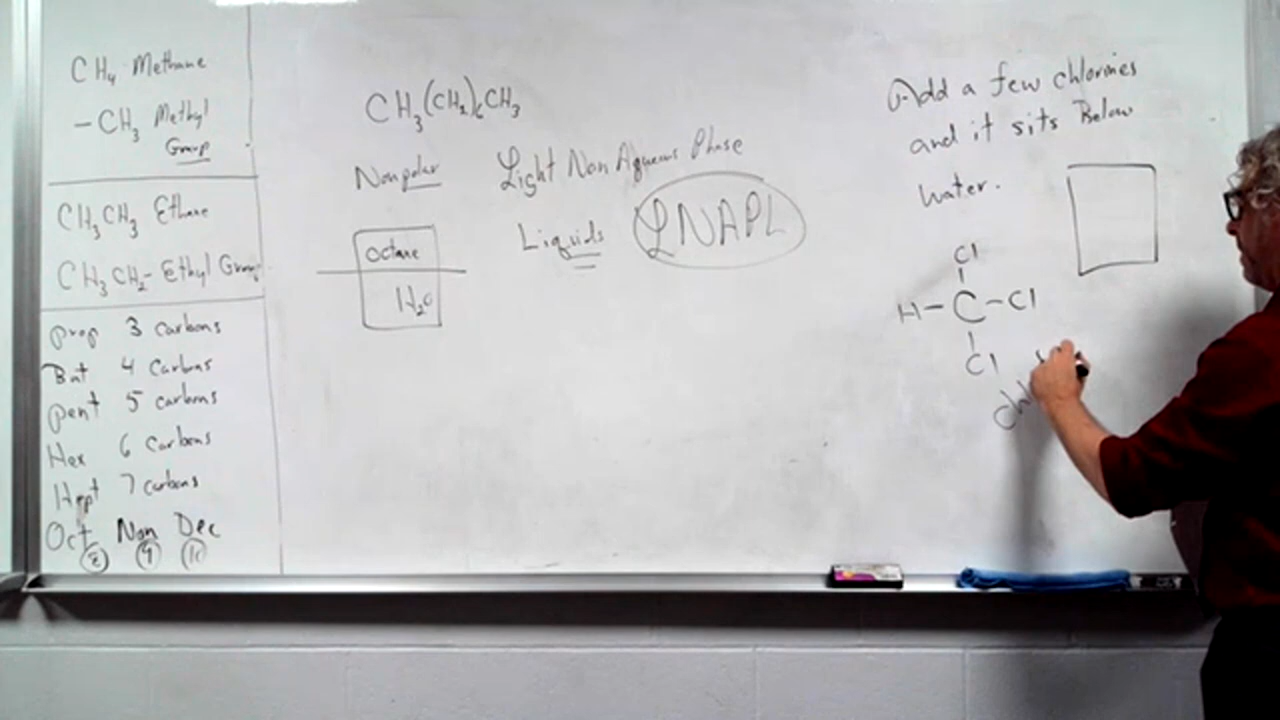 CH4 Methane
-CH3 Methyl
Group
CH3CH3 Ethane
CH3CH2- Ethyl Group
Prop 3 carbons
But 4 Carbons
Pent 5 carbons
Hex 6 Carbons
Hept 7 carbons
Oct Non Dec
8 9 10
CH3(CH2)6CH3
Nonpolar
Light Non Aqueous Phase
Liquids LNAPL
Octane
H2O
Add a few chlorines
and it sits Below
Water.
Cl
H-C-Cl
Cl
Chl